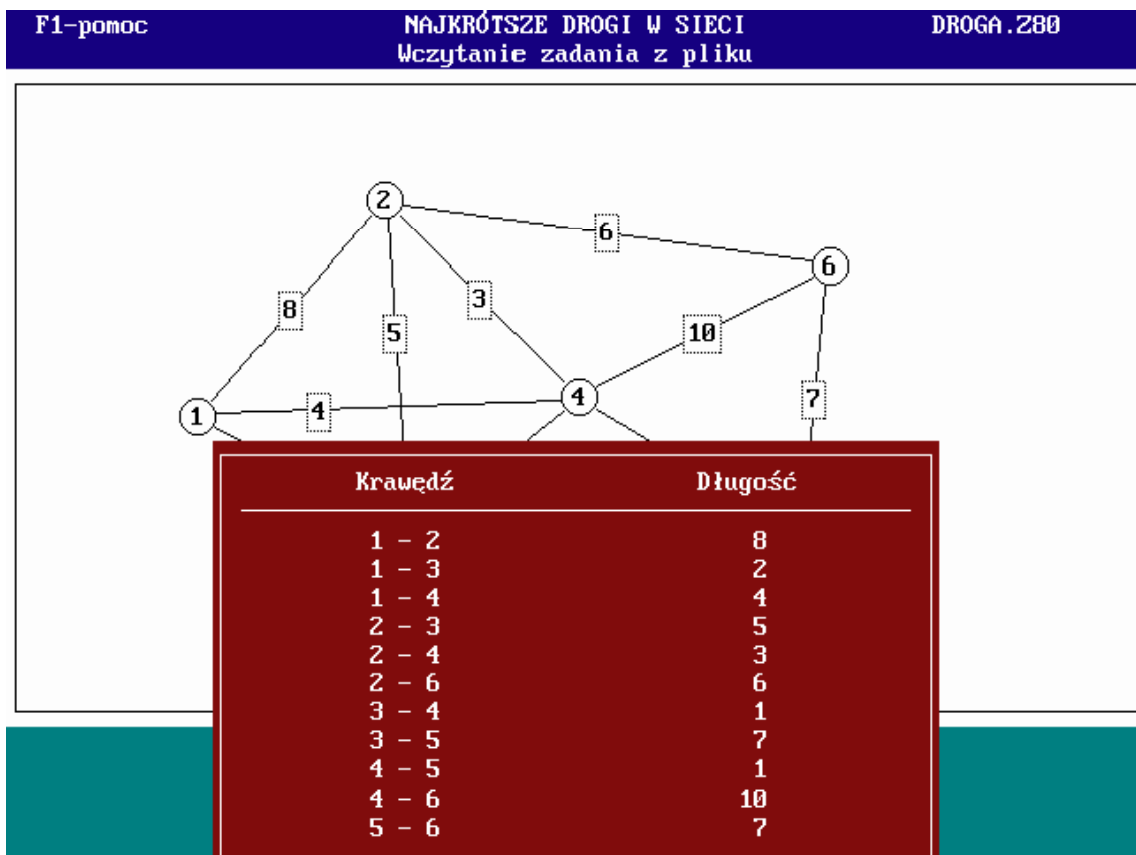 F1-pomoc NAJKRÓTSZE DROGI W SIECI DROGA.Z80
Wczytanie zadania z pliku
2
6
6
8
3
5
10
4
7
1
4
Krawędź Długość
1 - 2 8
1 - 3 2
1 - 4 4
2 - 3 5
2 - 4 3
2 - 6 6
3 - 4 1
3 - 5 7
4 - 5 1
4 - 6 10
5 - 6 7